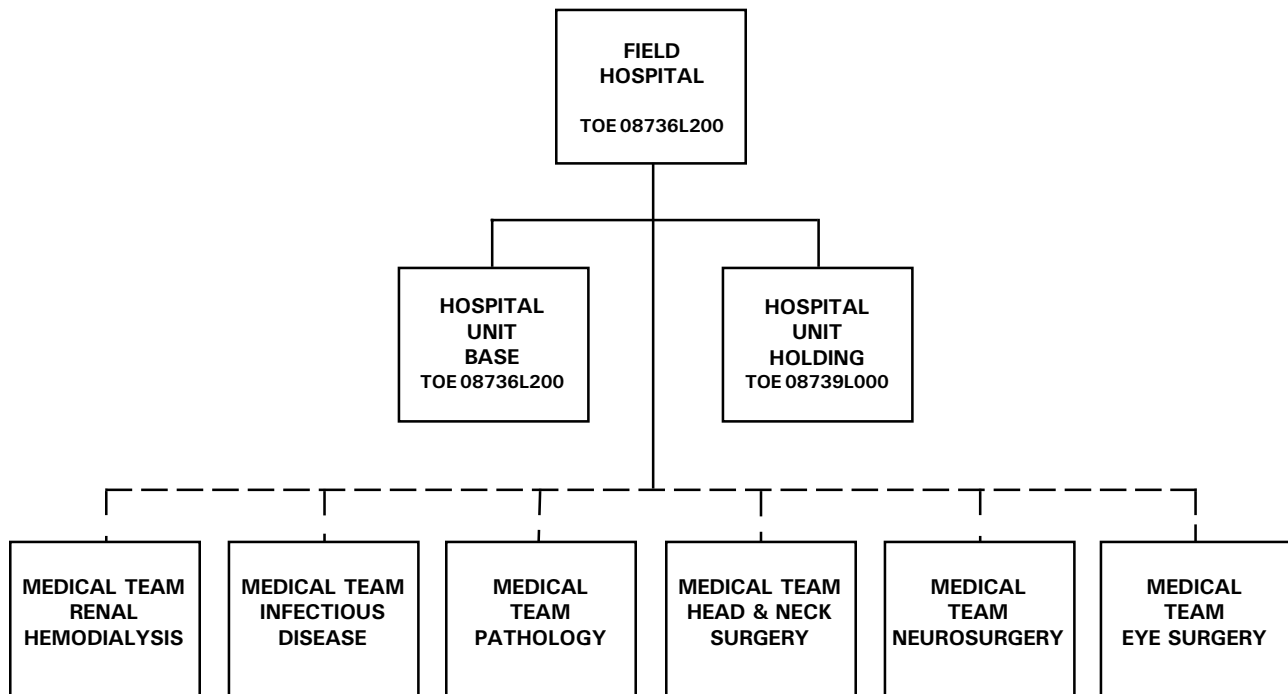 FIELD
HOSPITAL
TOE 08736L200
HOSPITAL
UNIT
BASE
TOE 08736L200
HOSPITAL
UNIT
HOLDING
TOE 08739L000
MEDICAL TEAM
RENAL
HEMODIALYSIS
MEDICAL TEAM
INFECTIOUS
DISEASE
MEDICAL
TEAM
PATHOLOGY
MEDICAL TEAM
HEAD & NECK
SURGERY
MEDICAL
TEAM
NEUROSURGERY
MEDICAL
TEAM
EYE SURGERY